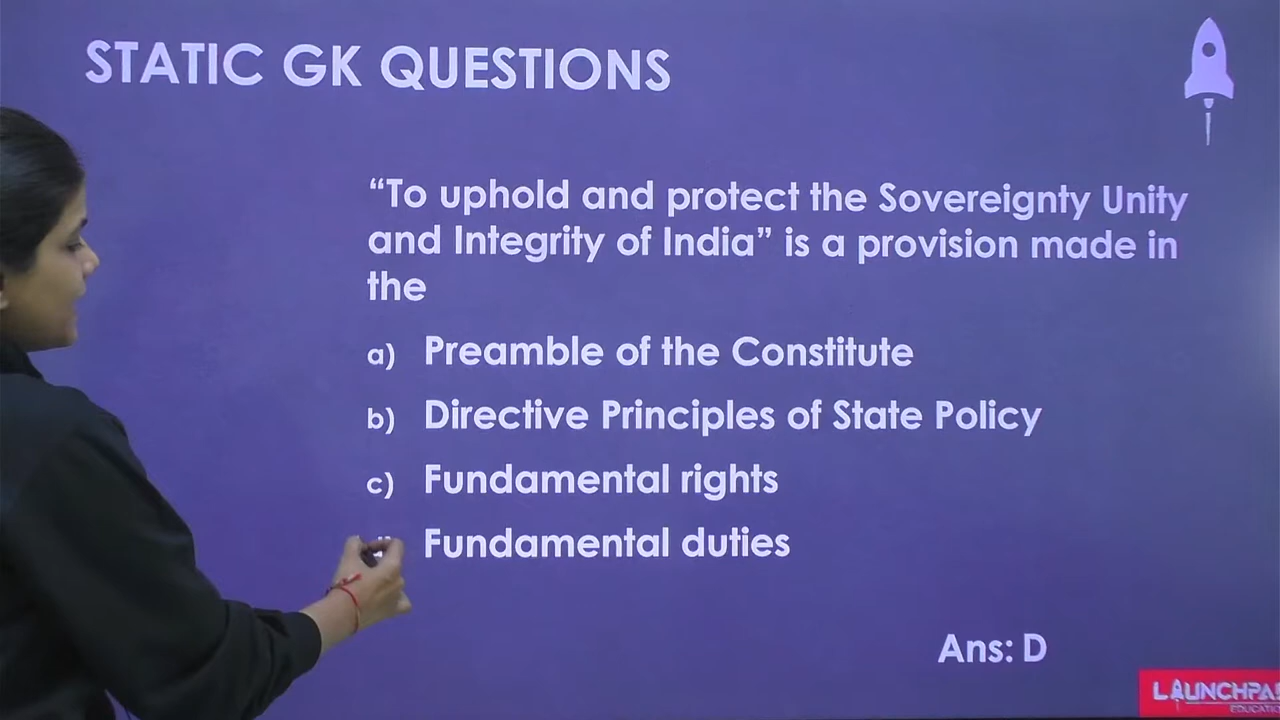 STATIC GK QUESTIONS
“To uphold and protect the Sovereignty Unity
and Integrity of India” is a provision made in
the
a) Preamble of the Constitute
b) Directive Principles of State Policy
c) Fundamental rights
Fundamental duties
Ans: D
EDUCATIO